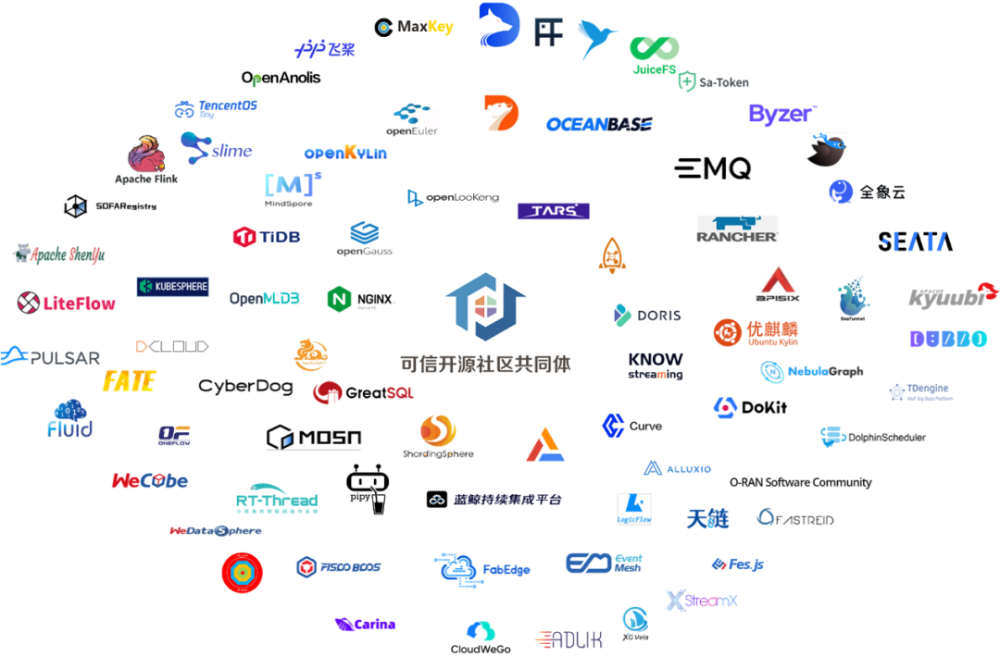 MaxKey
飞桨
JuiceFS
OpenAnolis
Sa-Token
TencentOS
Tiny
Byzer™
openEuler
OCEANBASE
slime
openKylin
Apache Flink
EMQ
[M]s
MindSpore
全象云
openLooKeng
SOFARegistry
TARS
TiDB
RANCHER
SEATA
openGauss
Apache ShenYu
KUBESPHERE
APISIX
APACHE
kyuubi
LiteFlow
OpenMLDB
NGINX
SeaTunnel
DORIS
优麒麟
Ubuntu Kylin
DUBBO
PULSAR
DCLOUD
可信开源社区共同体
KNOW
streaming
NebulaGraph
FATE
CyberDog
GreatSQL
TDengine
DoKit
Fluid
OF
ONEFLOW
MOSN
ShardingSphere
Curve
DolphinScheduler
ALLUXIO
WeCube
O-RAN Software Community
RT-Thread
pipy
蓝鲸持续集成平台
LogicFlow
天链
FASTREID
WeDataSphere
FISCO BCOS
FabEdge
EM Event
Mesh
Fes.js
StreamX
Carina
CloudWeGo
ADLIK
XGVela